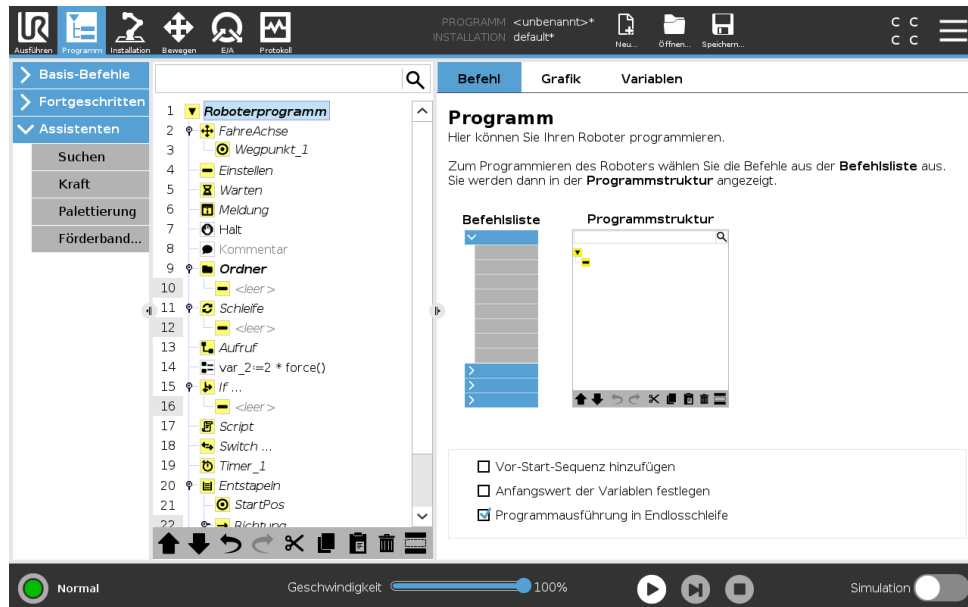 UR
Ausführen Programm Installation Bewegen E/A Protokoll
PROGRAMM <unbenannt>*
INSTALLATION default*
Neu... Öffnen... Speichern...
C C
C C
Basis-Befehle
Fortgeschritten
Assistenten
Suchen
Kraft
Palettierung
Förderband...
1 Roboterprogramm
2 FahreAchse
3 Wegpunkt_1
4 Einstellen
5 Warten
6 Meldung
7 Halt
8 Kommentar
9 Ordner
10 <leer>
11 Schleife
12 <leer>
13 Aufruf
14 var_2:=2 * force()
15 If ...
16 <leer>
17 Script
18 Switch ...
19 Timer_1
20 Entstapeln
21 StartPos
22 Richtung
Befehl Grafik Variablen
Programm
Hier können Sie Ihren Roboter programmieren.
Zum Programmieren des Roboters wählen Sie die Befehle aus der Befehlsliste aus.
Sie werden dann in der Programmstruktur angezeigt.
Befehlsliste Programmstruktur
Vor-Start-Sequenz hinzufügen
Anfangswert der Variablen festlegen
Programmausführung in Endlosschleife
Normal
Geschwindigkeit 100%
Simulation